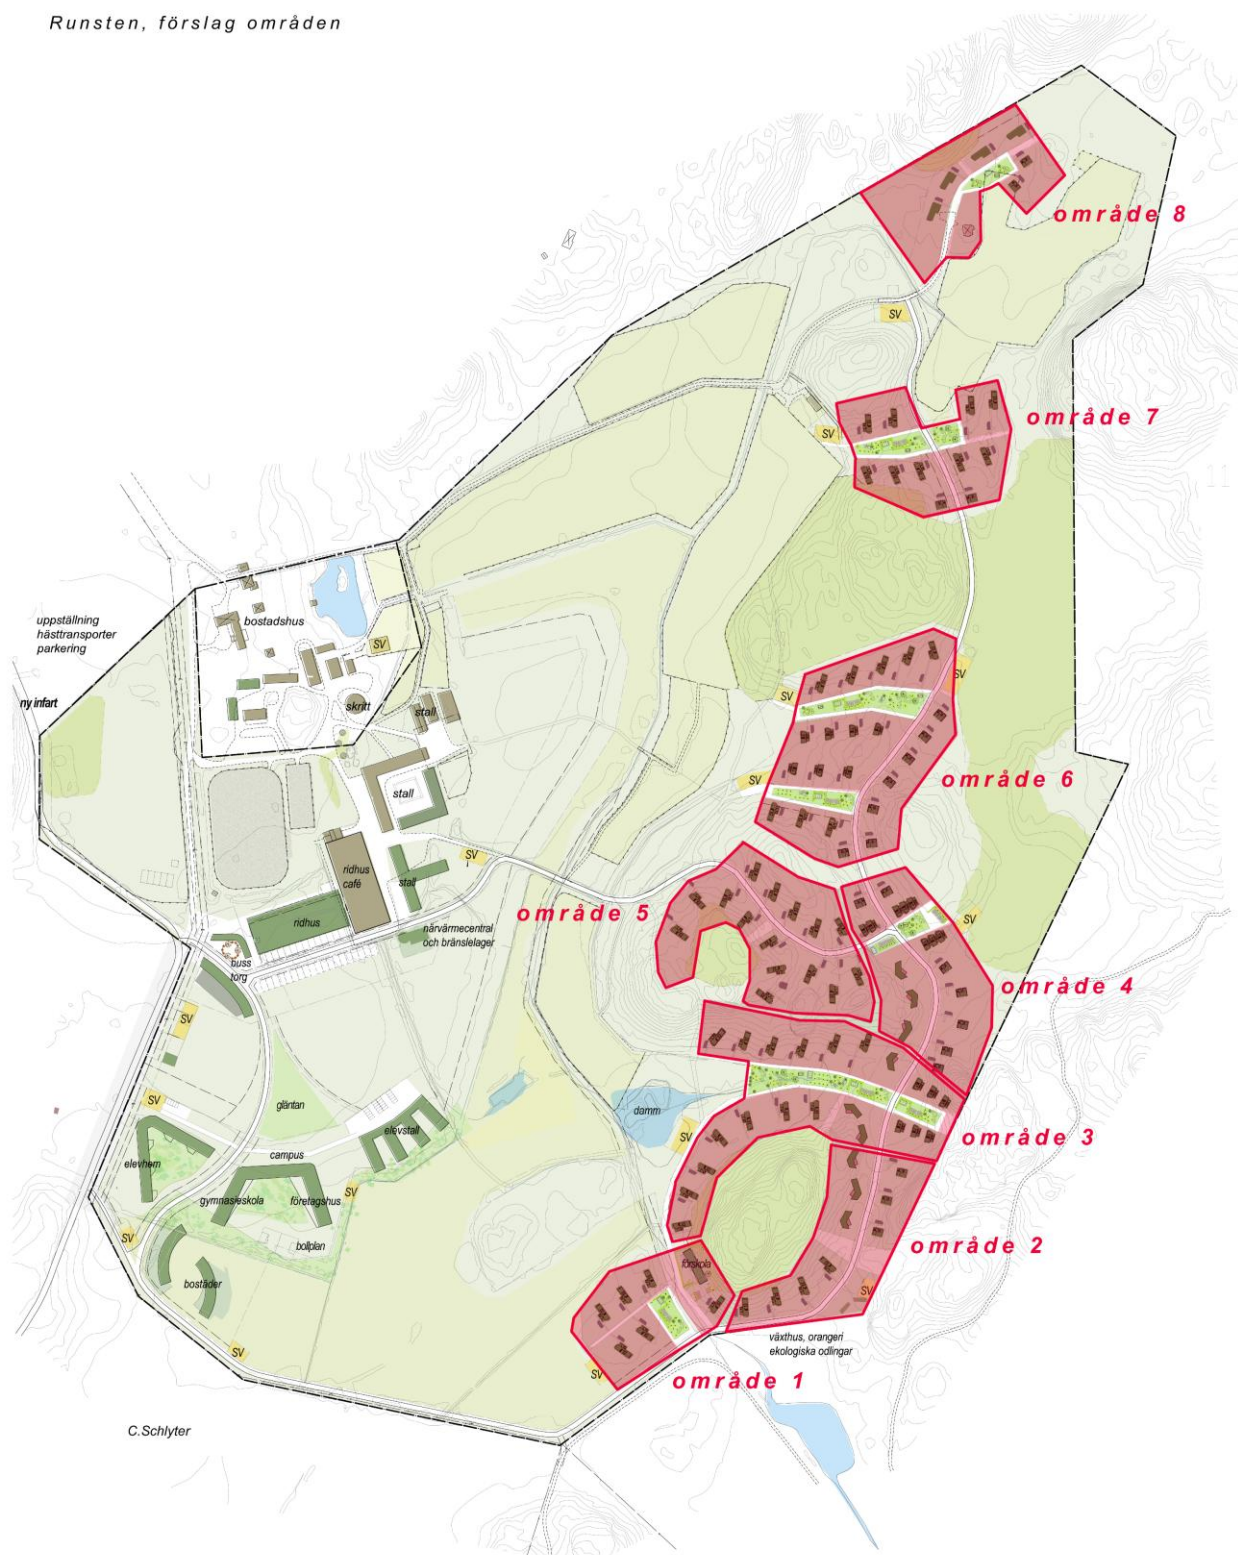 Runsten, förslag områden
område 8
SV
område 7
SV
uppställning
hästtransporter
parkering
bostadshus
SV
ny infart
skritt
stall
SV
SV
stall
SV
område 6
ridhus
café
stall
SV
område 5
SV
ridhus
närvärmecentral
och bränslelager
buss
torg
område 4
SV
SV
gläntan
damm
SV
elevstall
område 3
elevhem
campus
gymnasieskola
företagshus
SV
SV
bollplan
område 2
förskola
bostäder
SV
växthus, orangeri
ekologiska odlingar
SV
SV
område 1
C.Schlyter